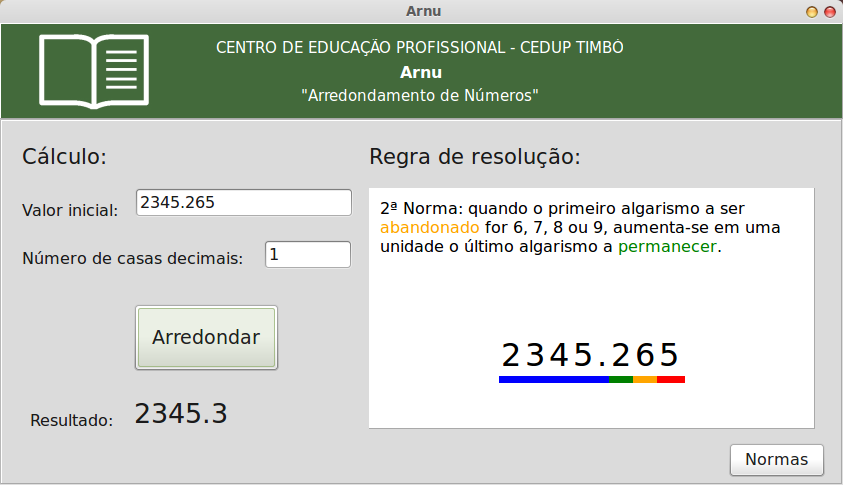 Arnu
CENTRO DE EDUCAÇÃO PROFISSIONAL - CEDUP TIMBÓ
Arnu
"Arredondamento de Números"
Cálculo:
Valor inicial: 2345.265
Número de casas decimais: 1
Arredondar
Resultado: 2345.3
Regra de resolução:
2ª Norma: quando o primeiro algarismo a ser
abandonado for 6, 7, 8 ou 9, aumenta-se em uma
unidade o último algarismo a permanecer.
2345.265
Normas